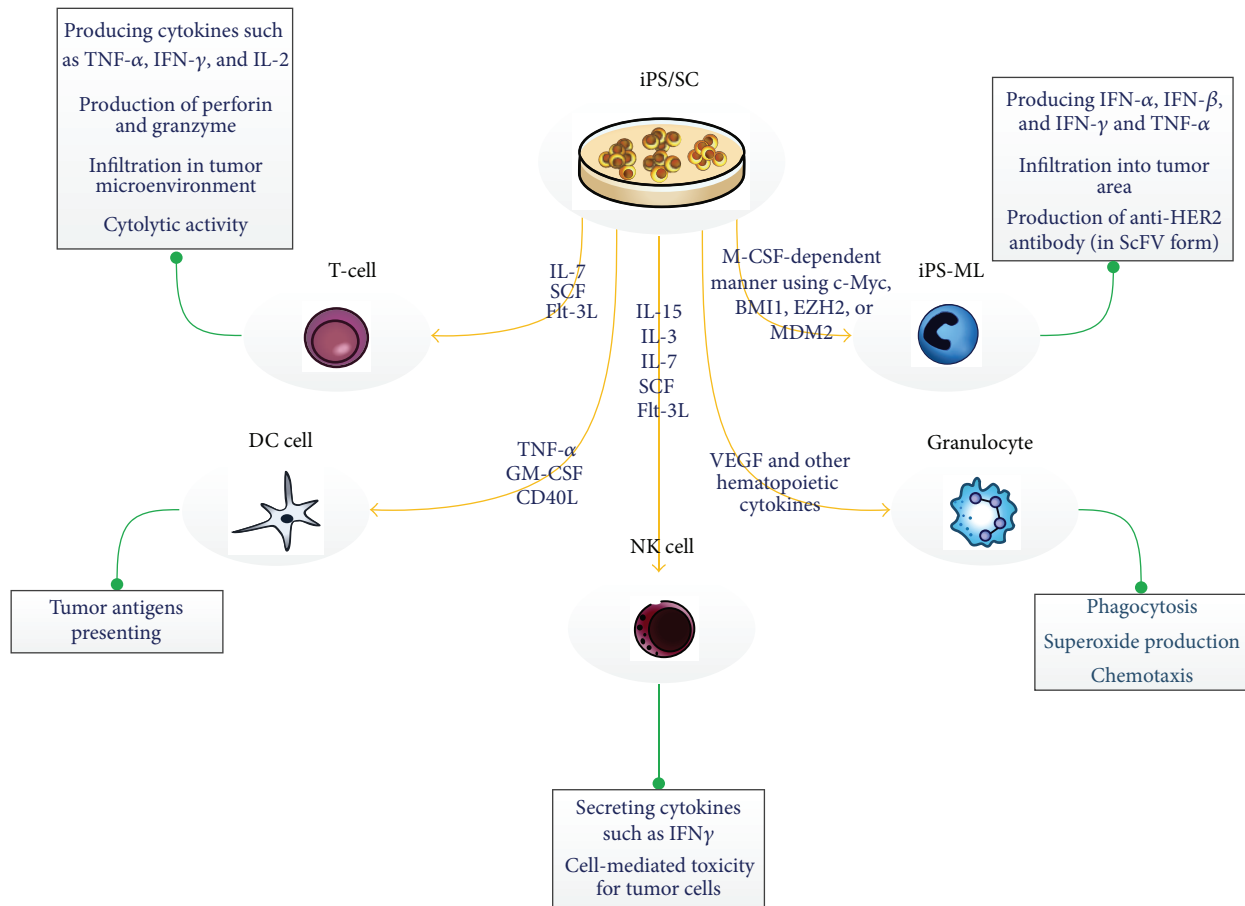 Producing cytokines such
as TNF-α, IFN-γ, and IL-2
Production of perforin
and granzyme
Infiltration in tumor
microenvironment
Cytolytic activity
iPS/SC
Producing IFN-α, IFN-β,
and IFN-γ and TNF-α
Infiltration into tumor
area
Production of anti-HER2
antibody (in ScFV form)
T-cell
IL-7
SCF
Flt-3L
IL-15
IL-3
IL-7
SCF
Flt-3L
M-CSF-dependent
manner using c-Myc,
BMI1, EZH2, or
MDM2
iPS-ML
DC cell
TNF-α
GM-CSF
CD40L
VEGF and other
hematopoietic
cytokines
Granulocyte
NK cell
Tumor antigens
presenting
Phagocytosis
Superoxide production
Chemotaxis
Secreting cytokines
such as IFNγ
Cell-mediated toxicity
for tumor cells